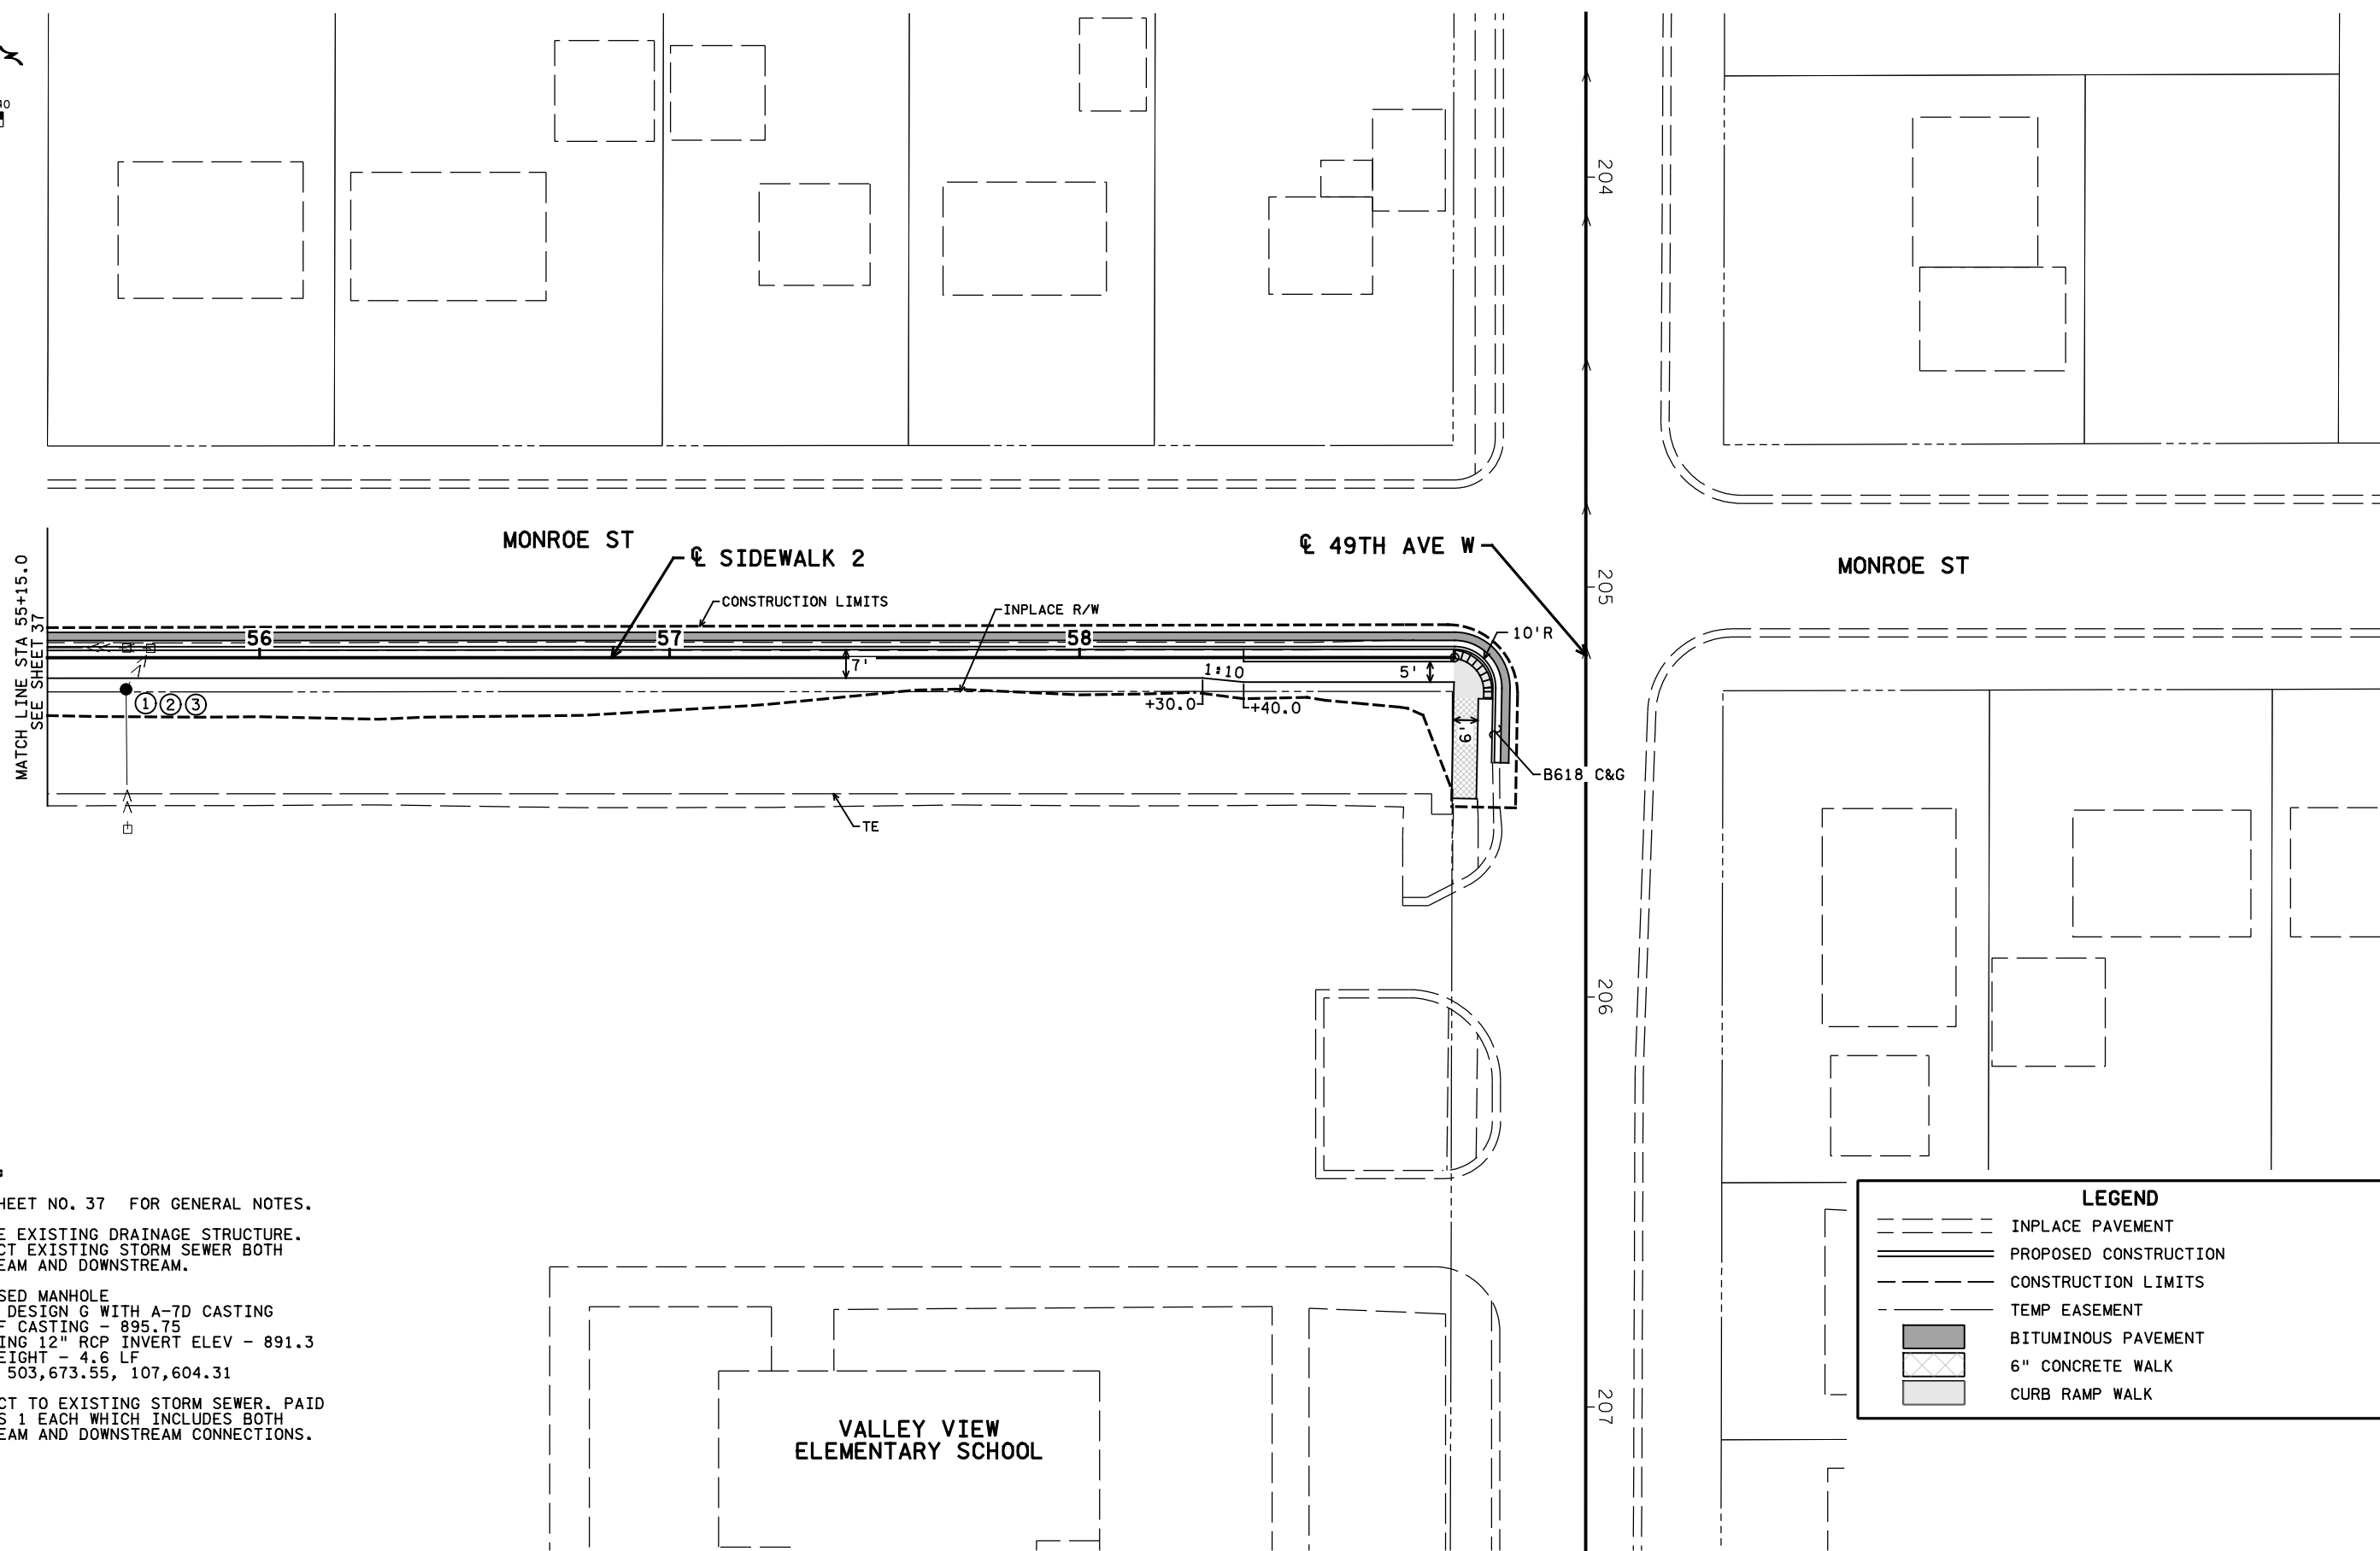 40
204
MONROE ST
℄ SIDEWALK 2
℄ 49TH AVE W
205
MONROE ST
MATCH LINE STA 55+15.0
SEE SHEET 37
CONSTRUCTION LIMITS
INPLACE R/W
10'R
56
57
58
7'
1:10
5'
+30.0
+40.0
1 2 3
6'
B618 C&G
TE
206
HEET NO. 37 FOR GENERAL NOTES.
E EXISTING DRAINAGE STRUCTURE.
CT EXISTING STORM SEWER BOTH
EAM AND DOWNSTREAM.
SED MANHOLE
DESIGN G WITH A-7D CASTING
F CASTING - 895.75
ING 12" RCP INVERT ELEV - 891.3
EIGHT - 4.6 LF
503,673.55, 107,604.31
CT TO EXISTING STORM SEWER. PAID
S 1 EACH WHICH INCLUDES BOTH
EAM AND DOWNSTREAM CONNECTIONS.
VALLEY VIEW
ELEMENTARY SCHOOL
207
LEGEND
INPLACE PAVEMENT
PROPOSED CONSTRUCTION
CONSTRUCTION LIMITS
TEMP EASEMENT
BITUMINOUS PAVEMENT
6" CONCRETE WALK
CURB RAMP WALK